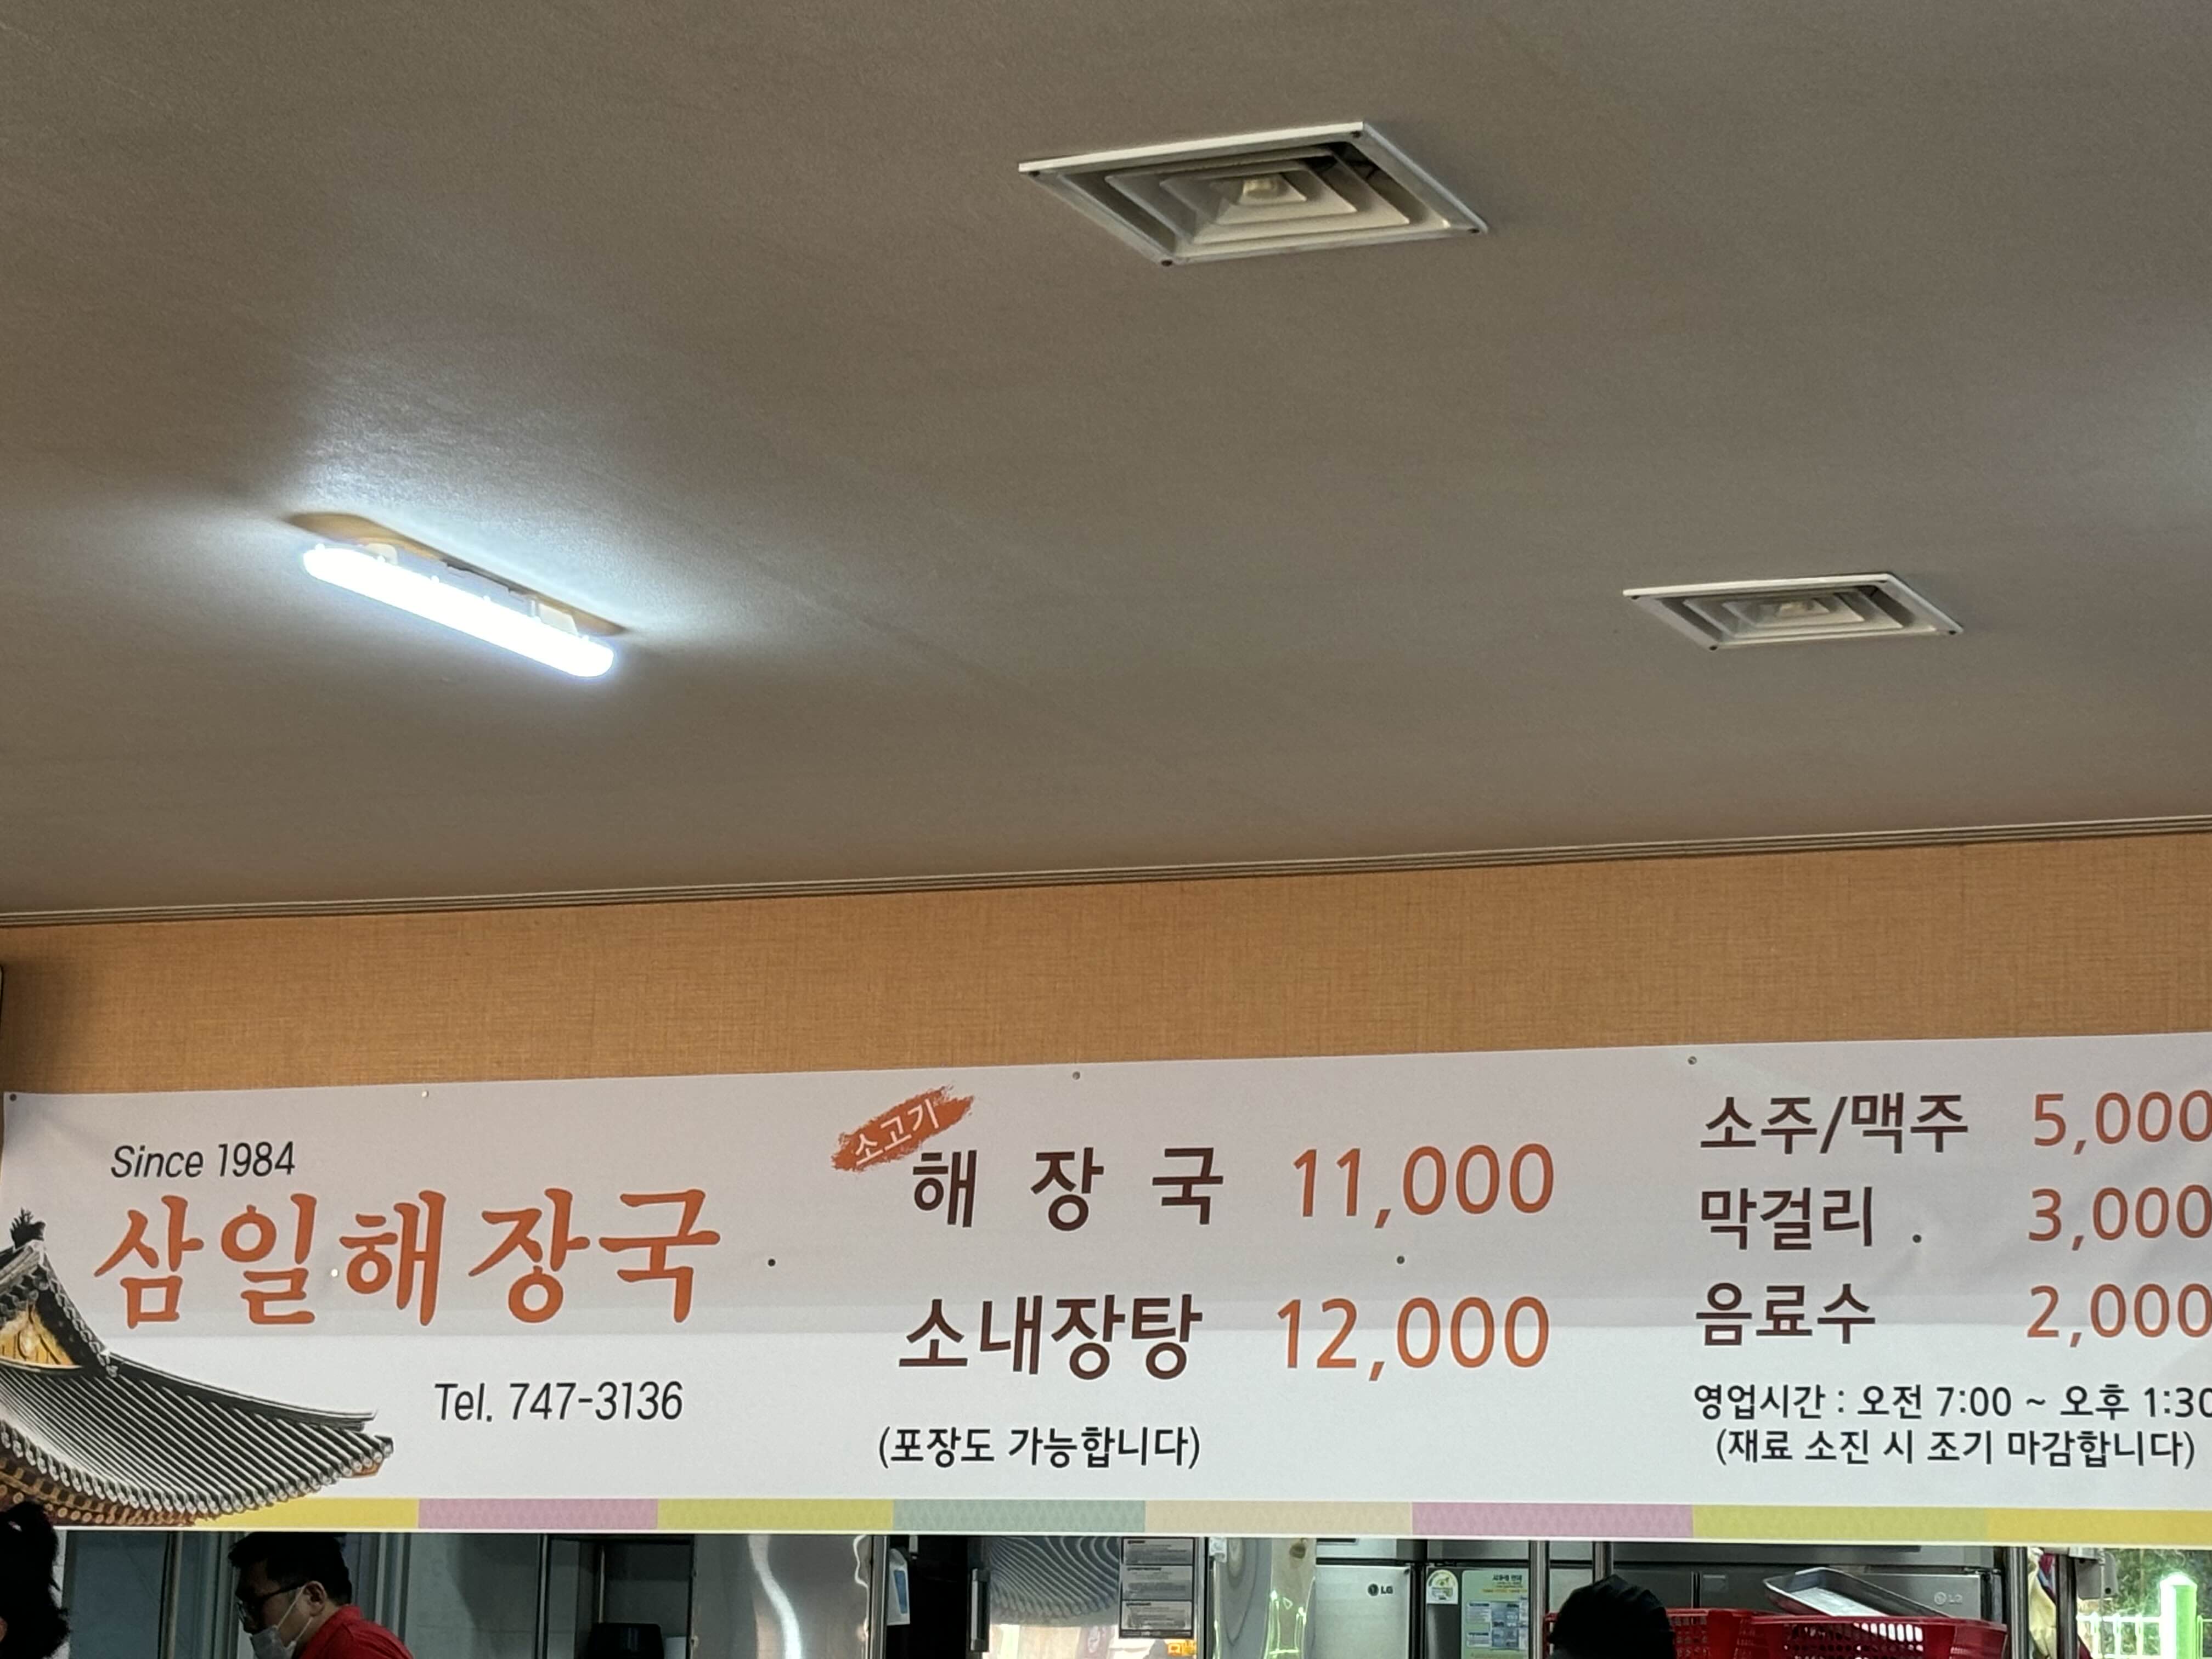 Since 1984
삼일해장국
Tel. 747-3136
소고기
해 장 국 11,000
소내장탕 12,000
(포장도 가능합니다)
소주/맥주 5,000
막걸리 3,000
음료수 2,000
영업시간 : 오전 7:00 ~ 오후 1:30
(재료 소진 시 조기 마감합니다)
LG
LG